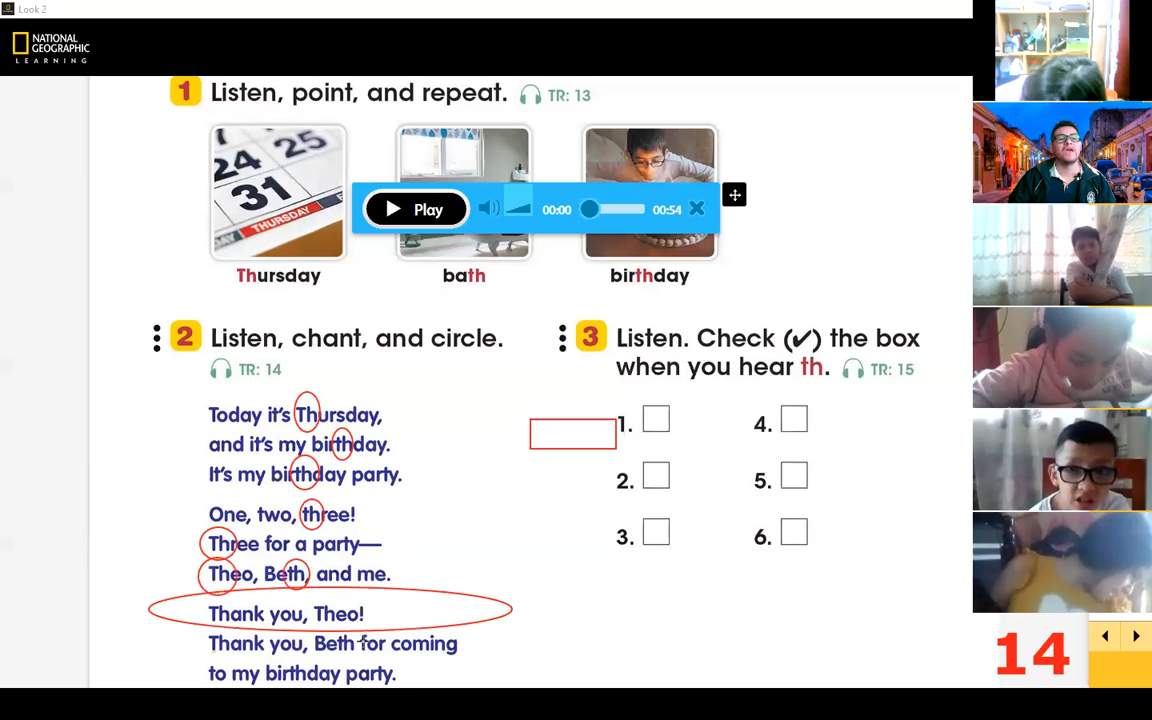 Look 2
NATIONAL
GEOGRAPHIC
LEARNING
1 Listen, point, and repeat. TR: 13
24 25
31
THURSDAY
Play 00:00 00:54
Thursday bath birthday
2 Listen, chant, and circle.
TR: 14
Today it's Thursday,
and it's my birthday.
It's my birthday party.
One, two, three!
Three for a party—
Theo, Beth, and me.
Thank you, Theo!
Thank you, Beth for coming
to my birthday party.
3 Listen. Check (✔) the box
when you hear th. TR: 15
1. 4.
2. 5.
3. 6.
14